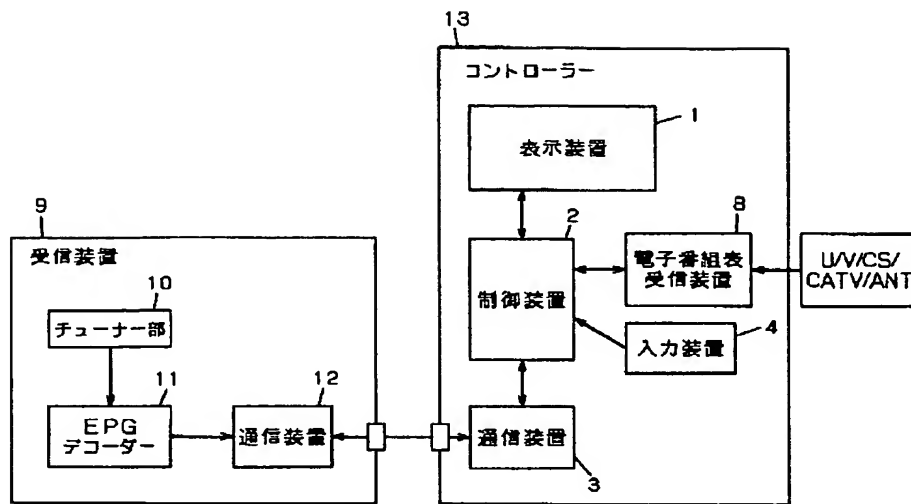 9
受信装置
10
チューナー部
11
EPG
デコーダー
12
通信装置
13
コントローラー
1
表示装置
2
制御装置
8
電子番組表
受信装置
U/V/CS/
CATV/ANT
4
入力装置
通信装置
3